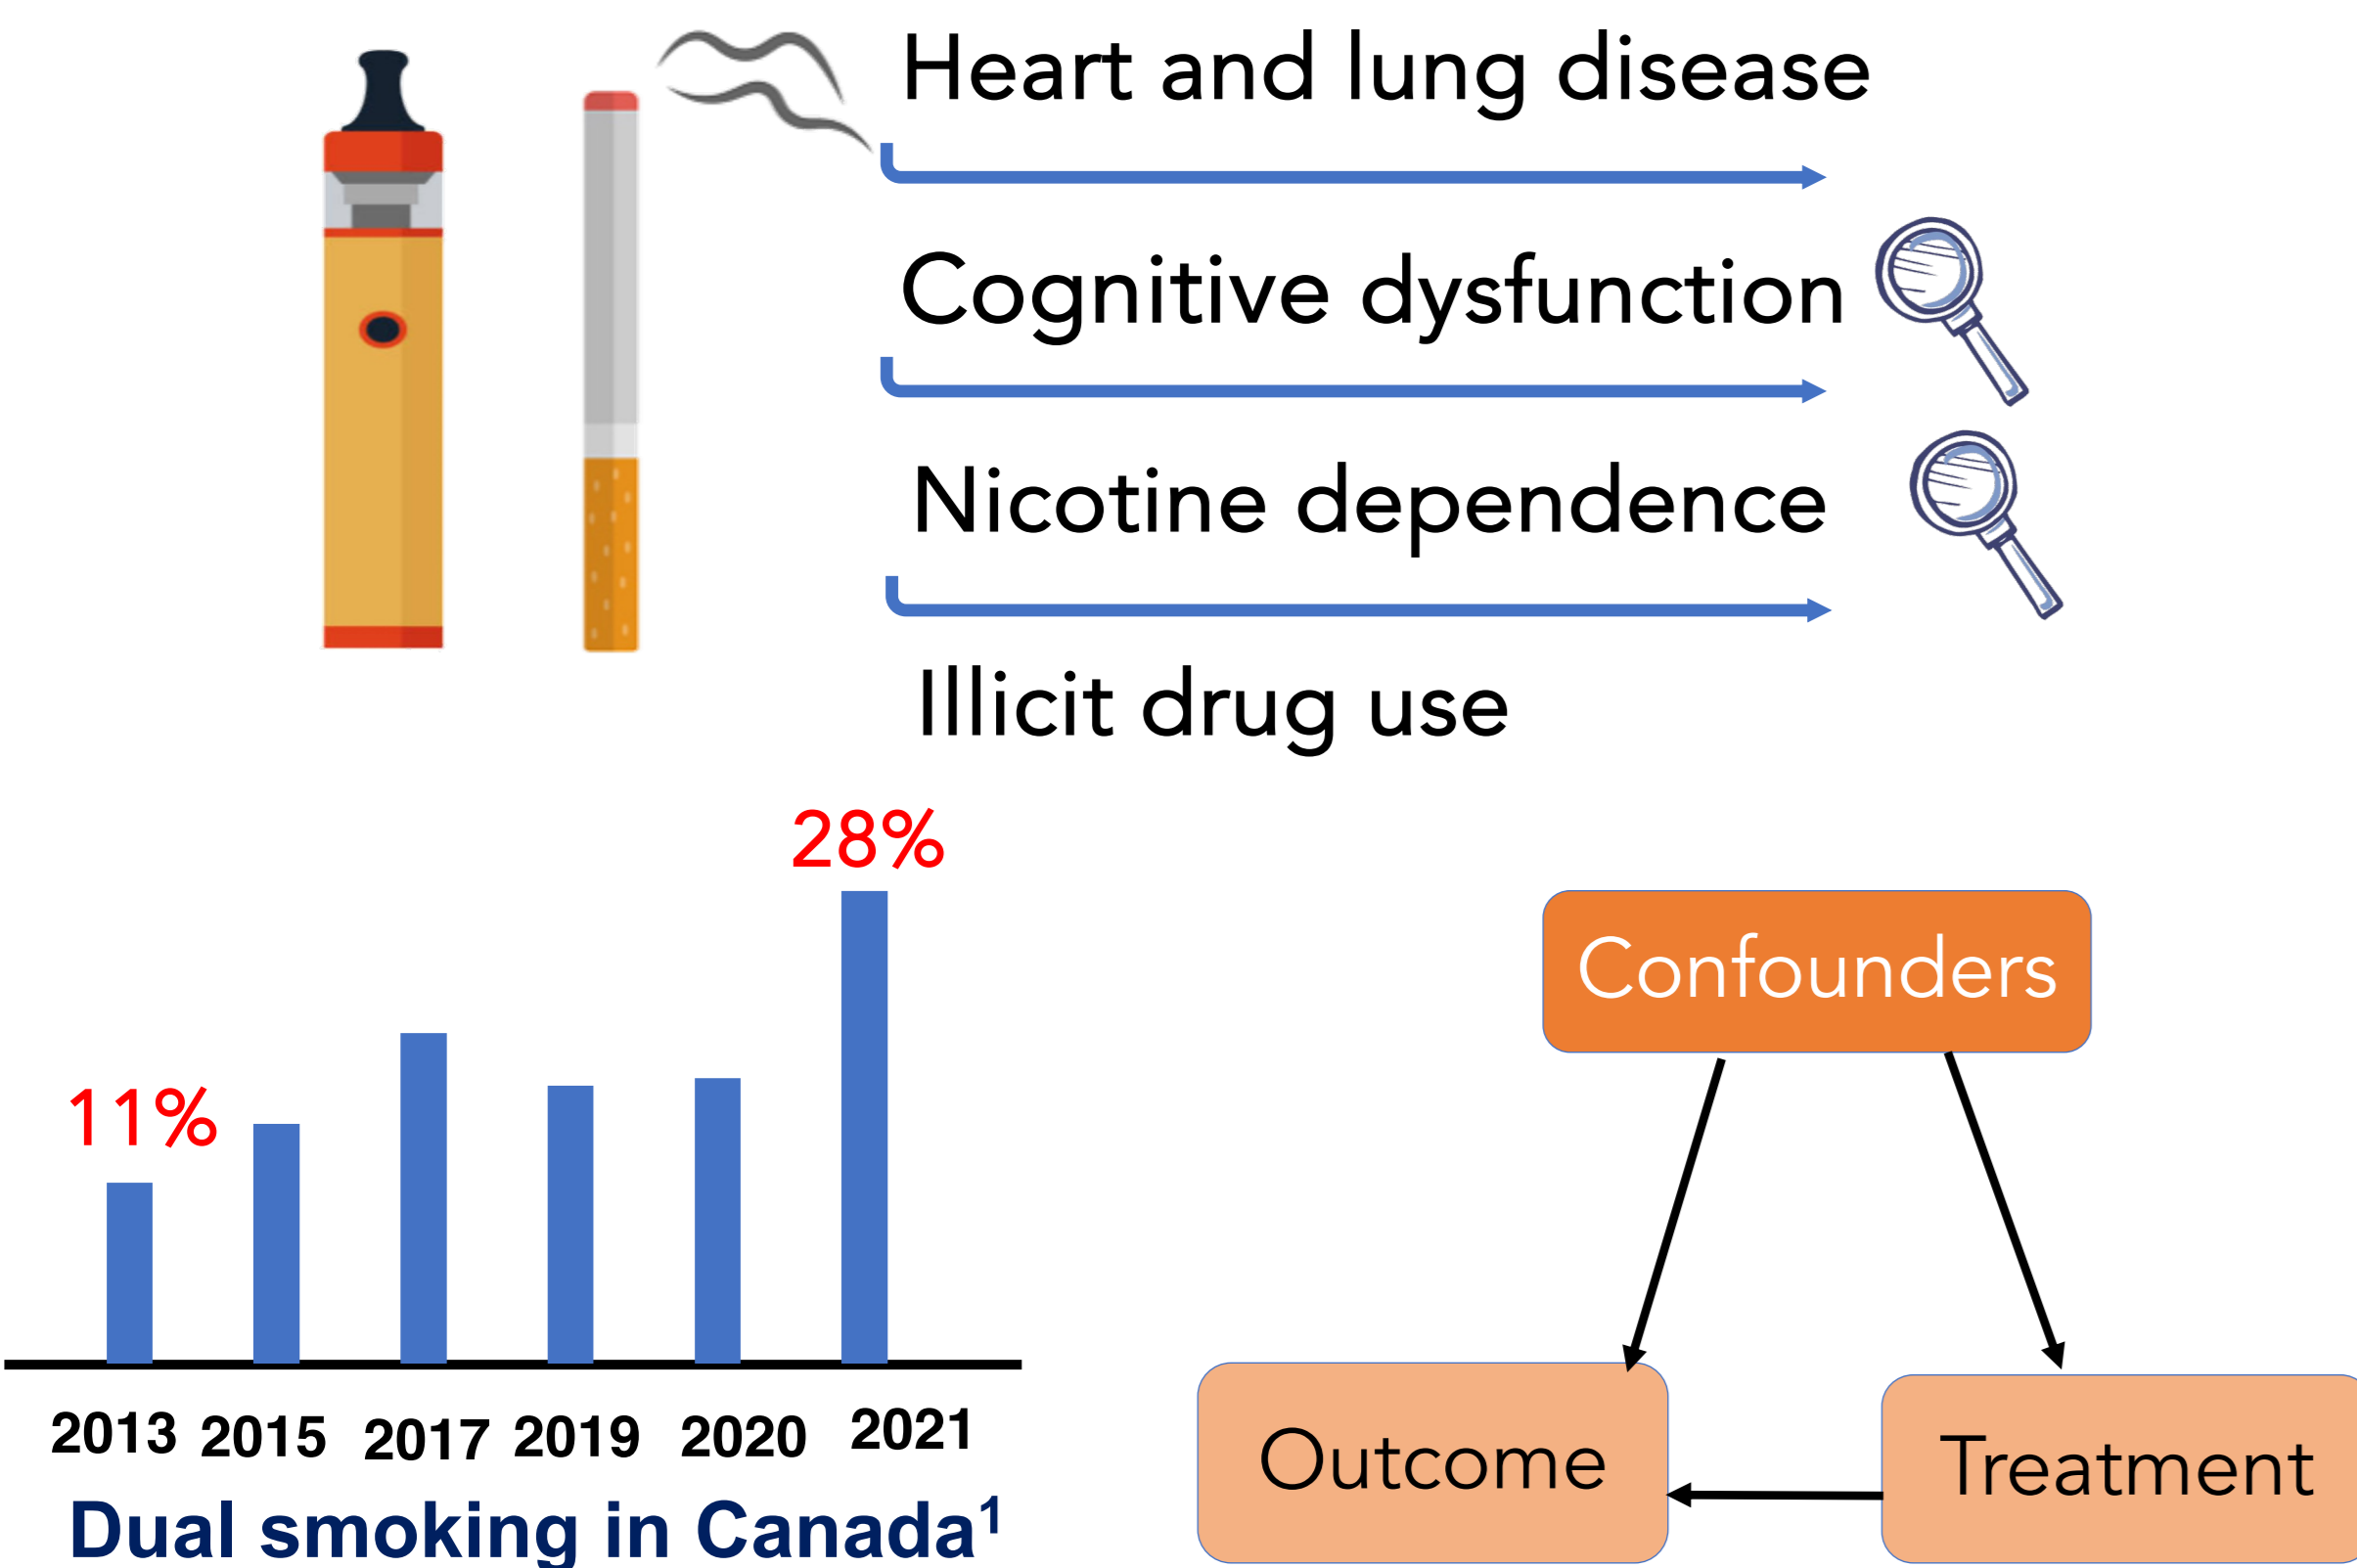 Heart and lung disease
Cognitive dysfunction
Nicotine dependence
Illicit drug use
28%
11%
2013 2015 2017 2019 2020 2021
Dual smoking in Canada¹
Confounders
Outcome
Treatment